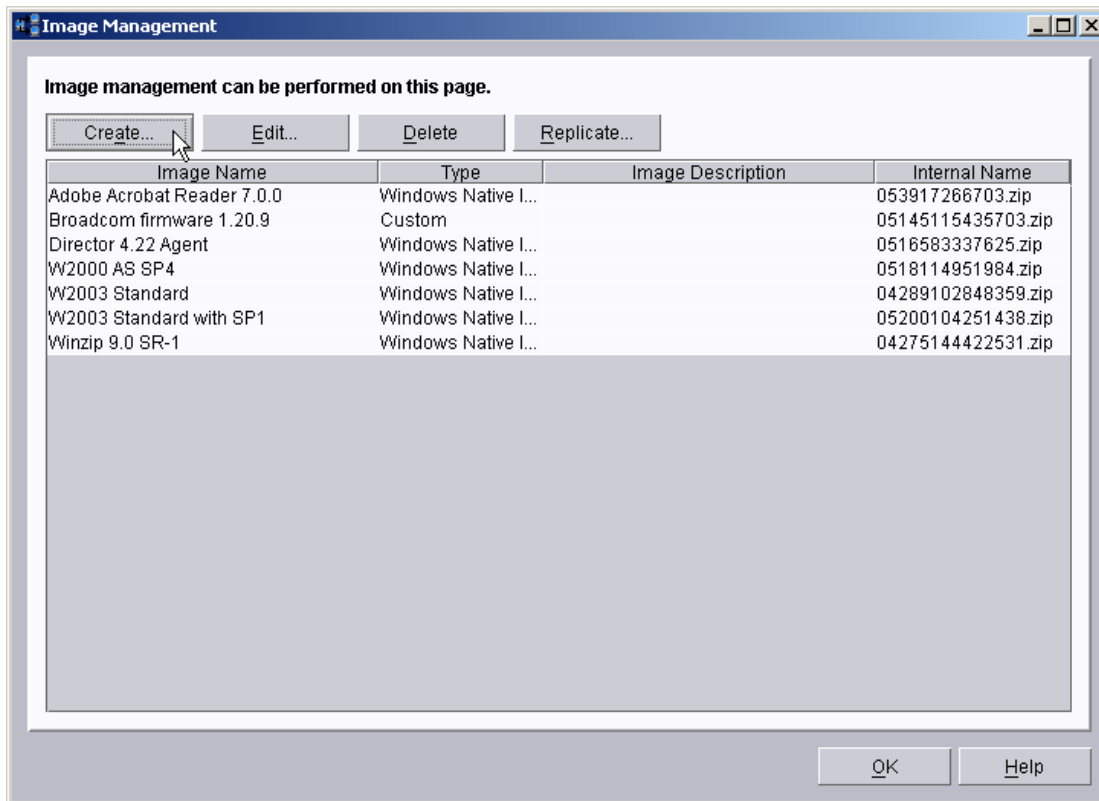 Image Management
Image management can be performed on this page.
Create... Edit... Delete Replicate...
Image Name Type Image Description Internal Name
Adobe Acrobat Reader 7.0.0 Windows Native I... 053917266703.zip
Broadcom firmware 1.20.9 Custom 05145115435703.zip
Director 4.22 Agent Windows Native I... 0516583337625.zip
W2000 AS SP4 Windows Native I... 0518114951984.zip
W2003 Standard Windows Native I... 04289102848359.zip
W2003 Standard with SP1 Windows Native I... 05200104251438.zip
Winzip 9.0 SR-1 Windows Native I... 04275144422531.zip
OK Help